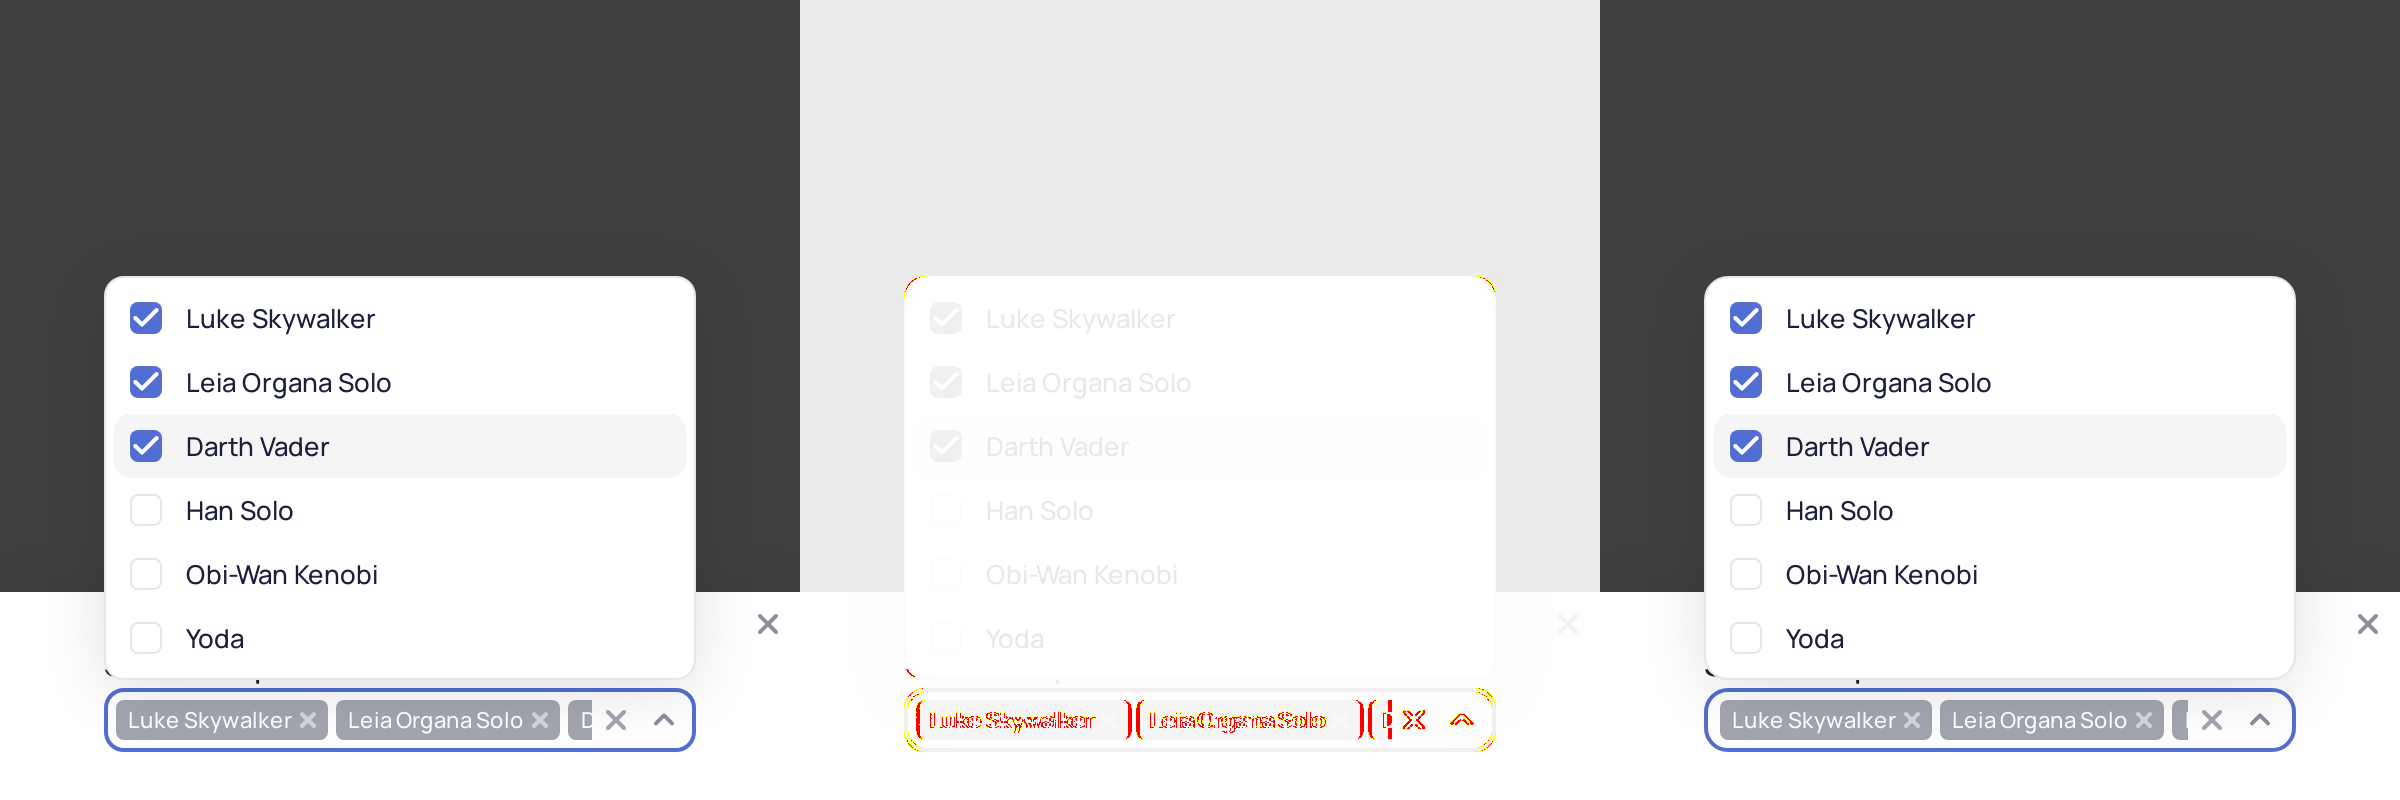 Luke Skywalker
Leia Organa Solo
Darth Vader
Han Solo
Obi-Wan Kenobi
Yoda
Luke Skywalker Leia Organa Solo D
Luke Skywalker
Leia Organa Solo
Darth Vader
Han Solo
Obi-Wan Kenobi
Yoda
Luke Skywalker Leia Organa Solo
Luke Skywalker
Leia Organa Solo
Darth Vader
Han Solo
Obi-Wan Kenobi
Yoda
Luke Skywalker Leia Organa Solo